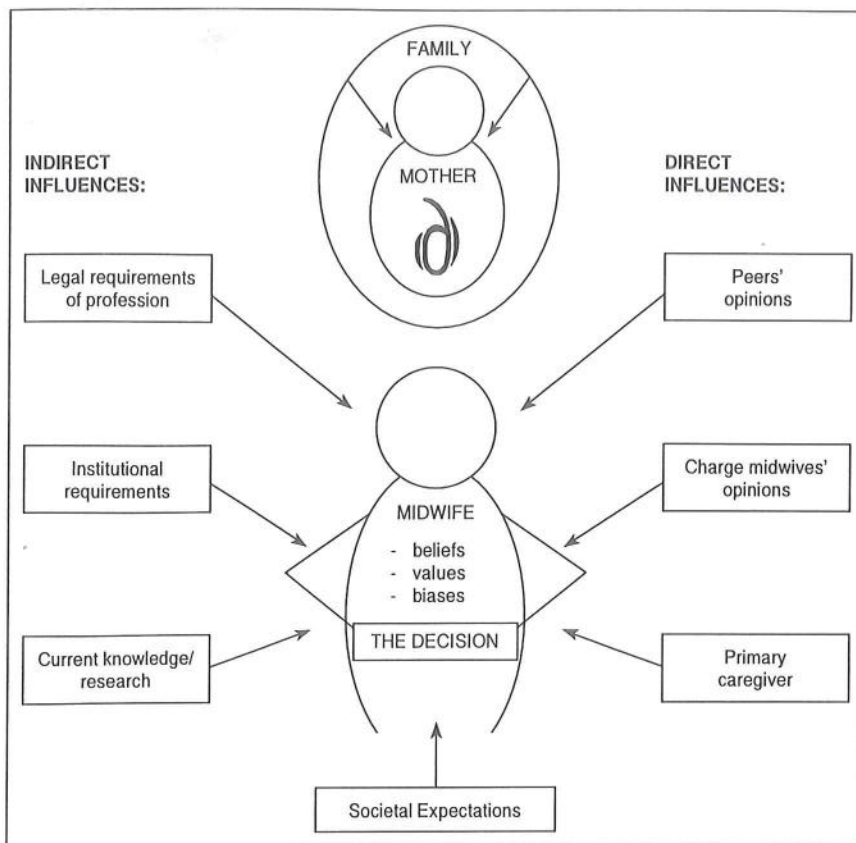 FAMILY
MOTHER
INDIRECT
INFLUENCES:
DIRECT
INFLUENCES:
Legal requirements
of profession
Peers'
opinions
Institutional
requirements
Charge midwives'
opinions
MIDWIFE
- beliefs
- values
- biases
THE DECISION
Current knowledge/
research
Primary
caregiver
Societal Expectations